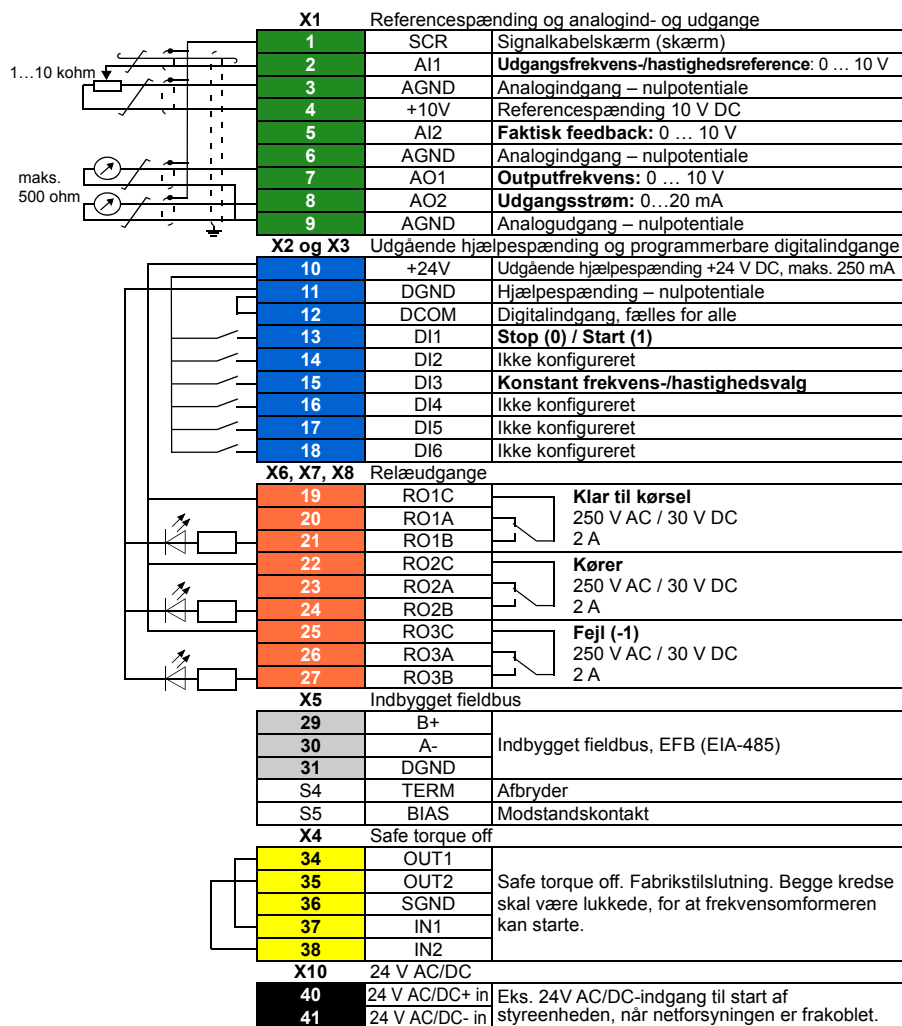 X1 Referencespænding og analogind- og udgange
1 SCR Signalkabelskærm (skærm)
2 AI1 Udgangsfrekvens-/hastighedsreference: 0 … 10 V
1…10 kohm
3 AGND Analogindgang – nulpotentiale
4 +10V Referencespænding 10 V DC
5 AI2 Faktisk feedback: 0 … 10 V
6 AGND Analogindgang – nulpotentiale
7 AO1 Outputfrekvens: 0 … 10 V
maks.
500 ohm
8 AO2 Udgangsstrøm: 0…20 mA
9 AGND Analogudgang – nulpotentiale
X2 og X3 Udgående hjælpespænding og programmerbare digitalindgange
10 +24V Udgående hjælpespænding +24 V DC, maks. 250 mA
11 DGND Hjælpespænding – nulpotentiale
12 DCOM Digitalindgang, fælles for alle
13 DI1 Stop (0) / Start (1)
14 DI2 Ikke konfigureret
15 DI3 Konstant frekvens-/hastighedsvalg
16 DI4 Ikke konfigureret
17 DI5 Ikke konfigureret
18 DI6 Ikke konfigureret
X6, X7, X8 Relæudgange
19 RO1C Klar til kørsel
20 RO1A 250 V AC / 30 V DC
21 RO1B 2 A
22 RO2C Kører
23 RO2A 250 V AC / 30 V DC
24 RO2B 2 A
25 RO3C Fejl (-1)
26 RO3A 250 V AC / 30 V DC
27 RO3B 2 A
X5 Indbygget fieldbus
29 B+
30 A- Indbygget fieldbus, EFB (EIA-485)
31 DGND
S4 TERM Afbryder
S5 BIAS Modstandskontakt
X4 Safe torque off
34 OUT1
35 OUT2 Safe torque off. Fabrikstilslutning. Begge kredse
36 SGND skal være lukkede, for at frekvensomformeren
37 IN1 kan starte.
38 IN2
X10 24 V AC/DC
40 24 V AC/DC+ in Eks. 24V AC/DC-indgang til start af
41 24 V AC/DC- in styreenheden, når netforsyningen er frakoblet.